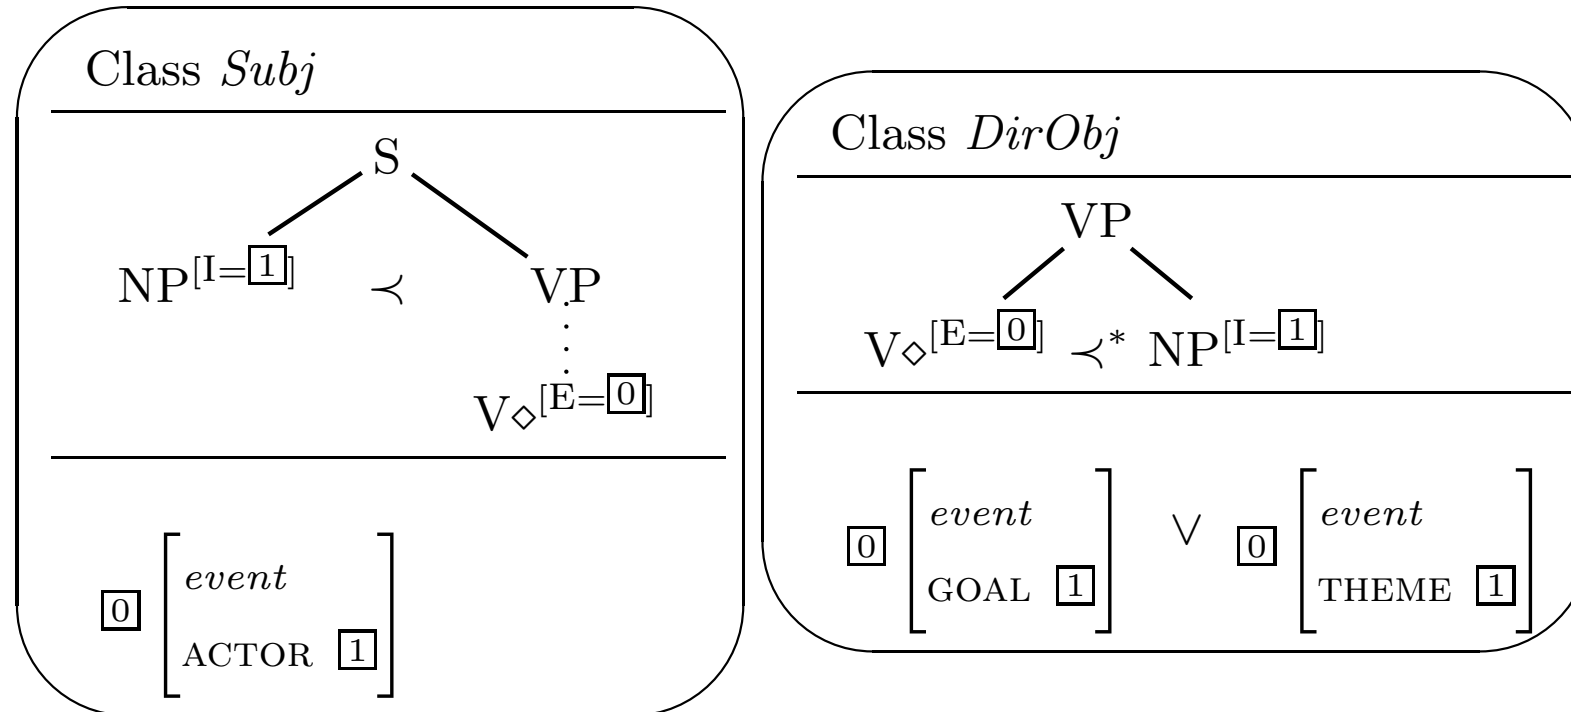 Class Subj
S
NP[I=1] ≺ VP
V◇[E=0]
0 [event
ACTOR 1]
Class DirObj
VP
V◇[E=0] ≺* NP[I=1]
0 [event ∨ 0 [event
GOAL 1] THEME 1]